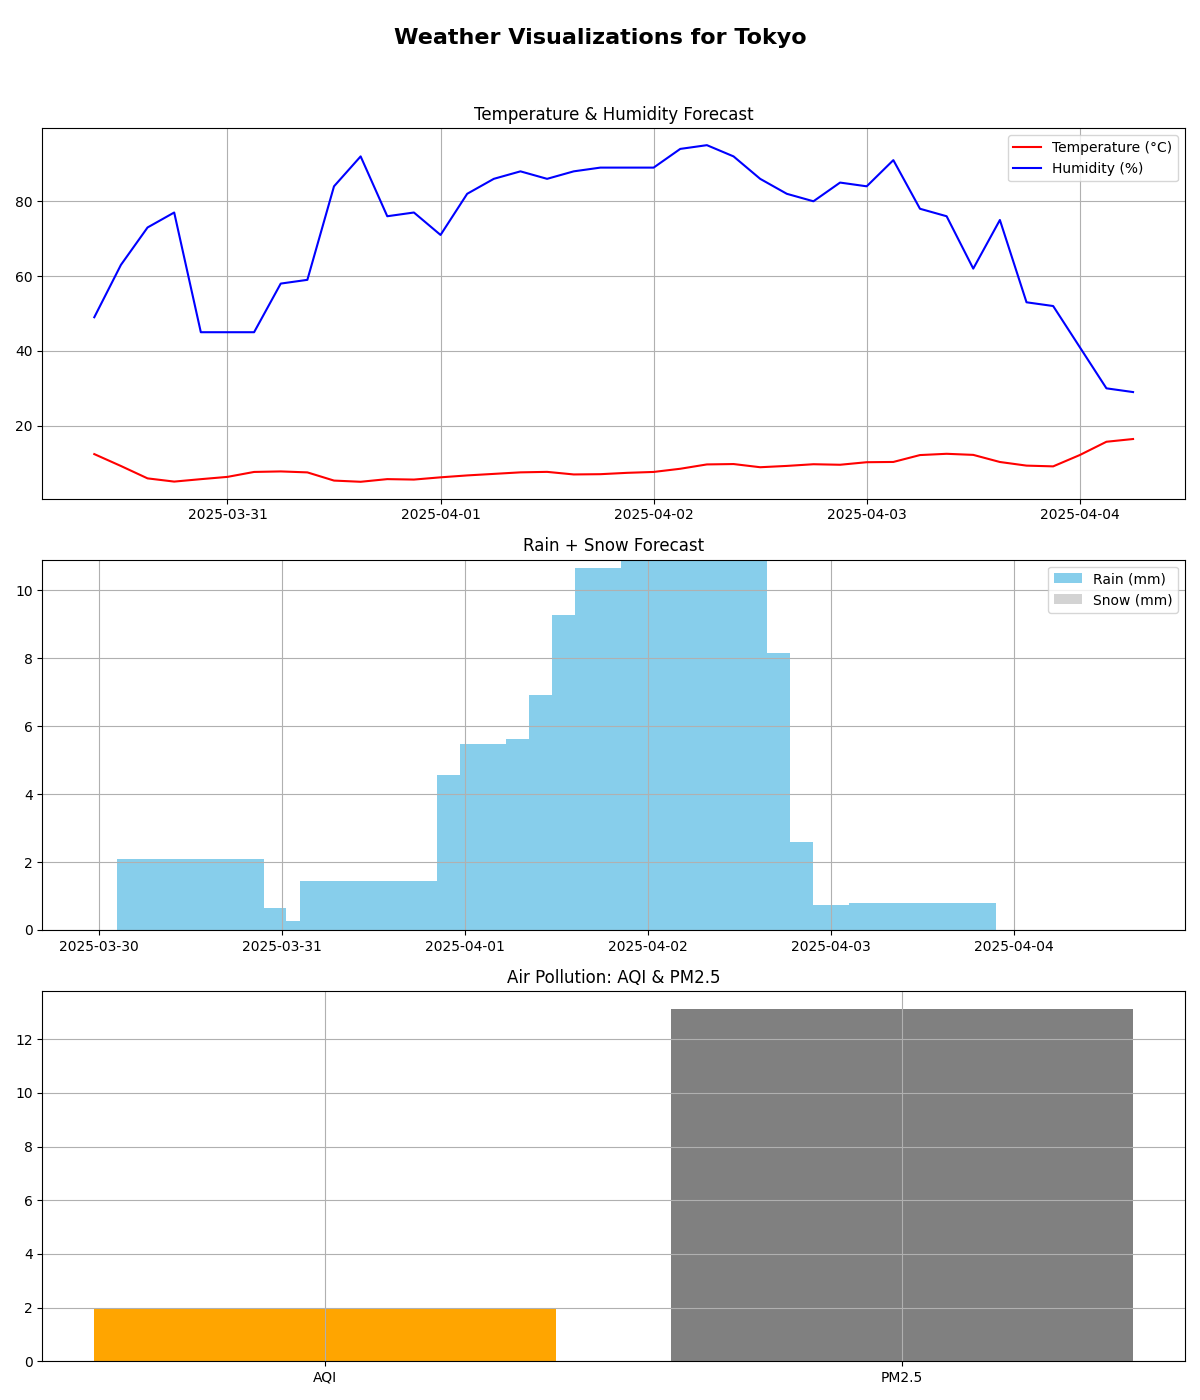 Weather Visualizations for Tokyo
Temperature & Humidity Forecast
Temperature (°C)
Humidity (%)
80
60
40
20
2025-03-31 2025-04-01 2025-04-02 2025-04-03 2025-04-04
Rain + Snow Forecast
Rain (mm)
Snow (mm)
10
8
6
4
2
0
2025-03-30 2025-03-31 2025-04-01 2025-04-02 2025-04-03 2025-04-04
Air Pollution: AQI & PM2.5
12
10
8
6
4
2
0
AQI PM2.5